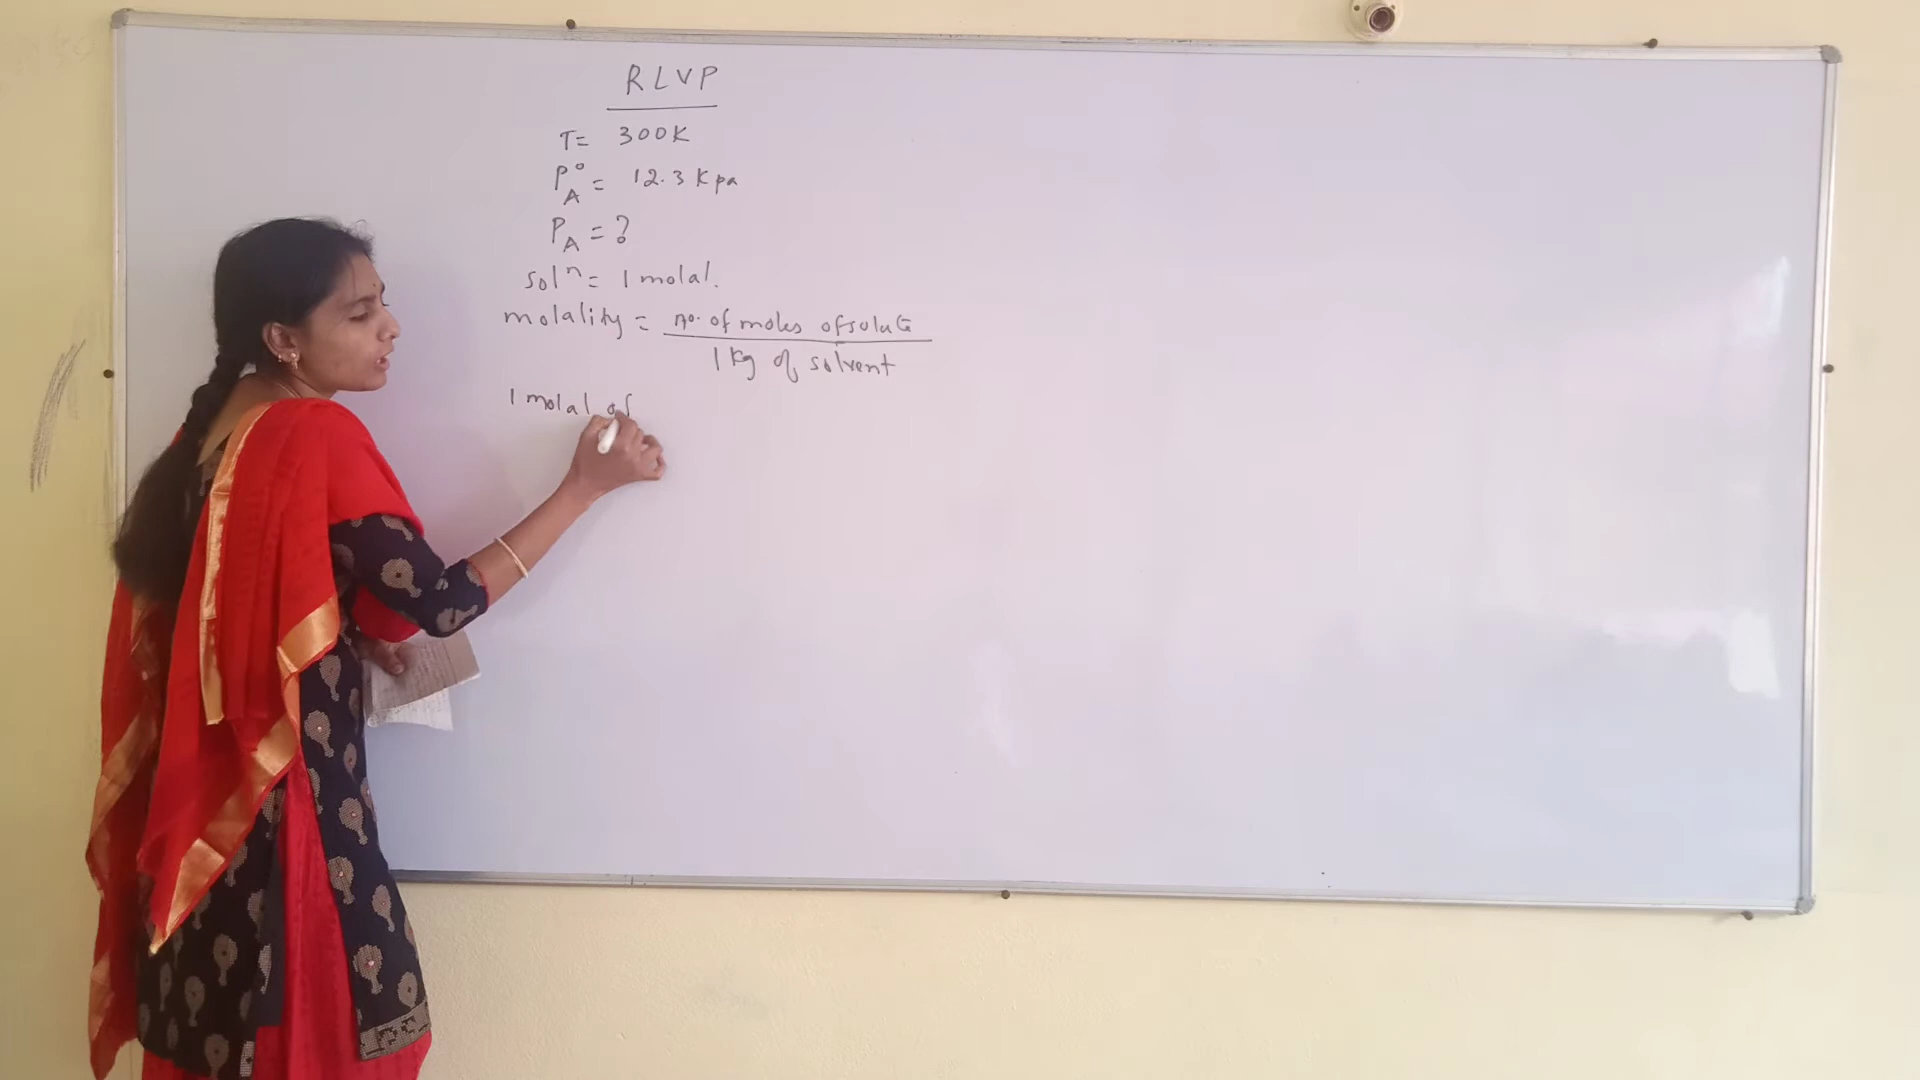 RLVP
T= 300K
P°A = 12.3 Kpa
PA = ?
solⁿ = 1 molal.
molality = no. of moles of solute
1 Kg of solvent
1 molal of